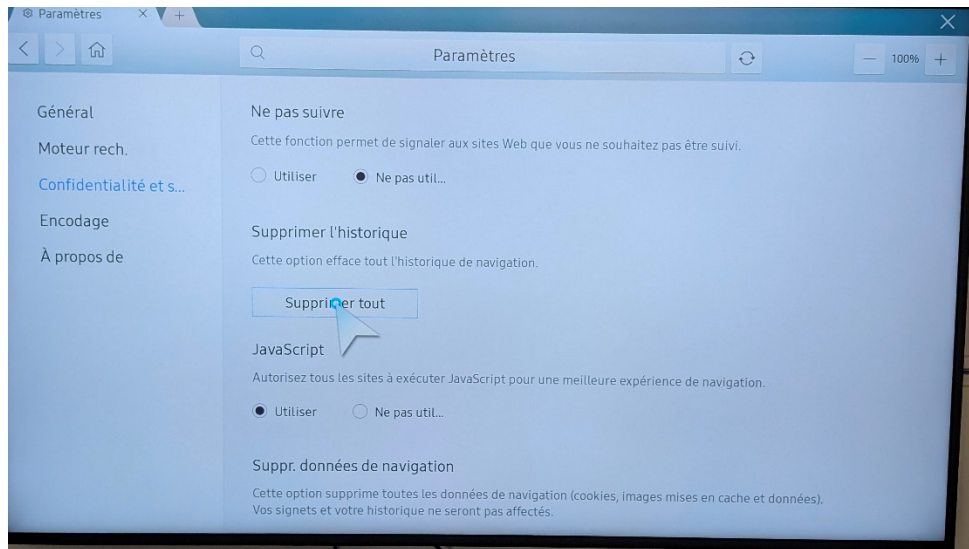 Paramètres
Paramètres
100%
Général
Moteur rech.
Confidentialité et s...
Encodage
À propos de
Ne pas suivre
Cette fonction permet de signaler aux sites Web que vous ne souhaitez pas être suivi.
Utiliser Ne pas util...
Supprimer l'historique
Cette option efface tout l'historique de navigation.
Supprimer tout
JavaScript
Autorisez tous les sites à exécuter JavaScript pour une meilleure expérience de navigation.
Utiliser Ne pas util...
Suppr. données de navigation
Cette option supprime toutes les données de navigation (cookies, images mises en cache et données).
Vos signets et votre historique ne seront pas affectés.